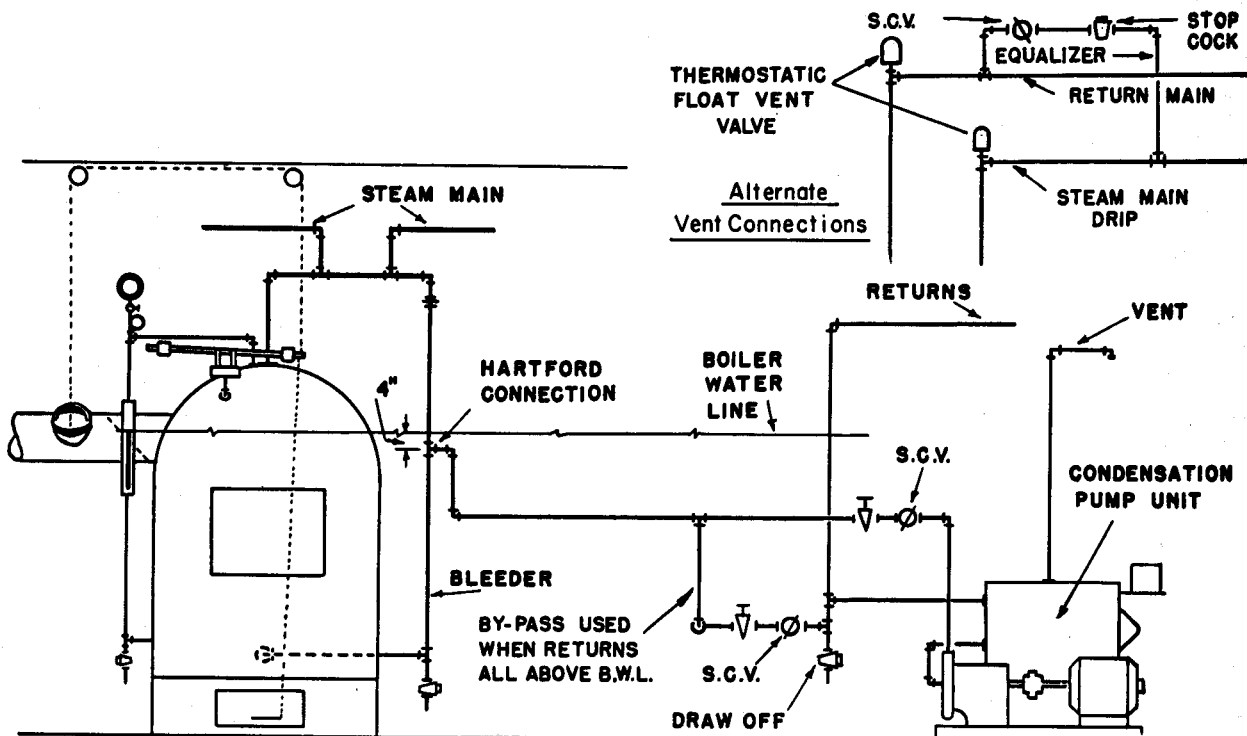 S.C.V.
STOP
COCK
EQUALIZER
THERMOSTATIC
FLOAT VENT
VALVE
RETURN MAIN
Alternate
Vent Connections
STEAM MAIN
DRIP
STEAM MAIN
RETURNS
VENT
HARTFORD
CONNECTION
4"
BOILER
WATER
LINE
S.C.V.
CONDENSATION
PUMP UNIT
BLEEDER
BY-PASS USED
WHEN RETURNS
ALL ABOVE B.W.L.
S.C.V.
DRAW OFF